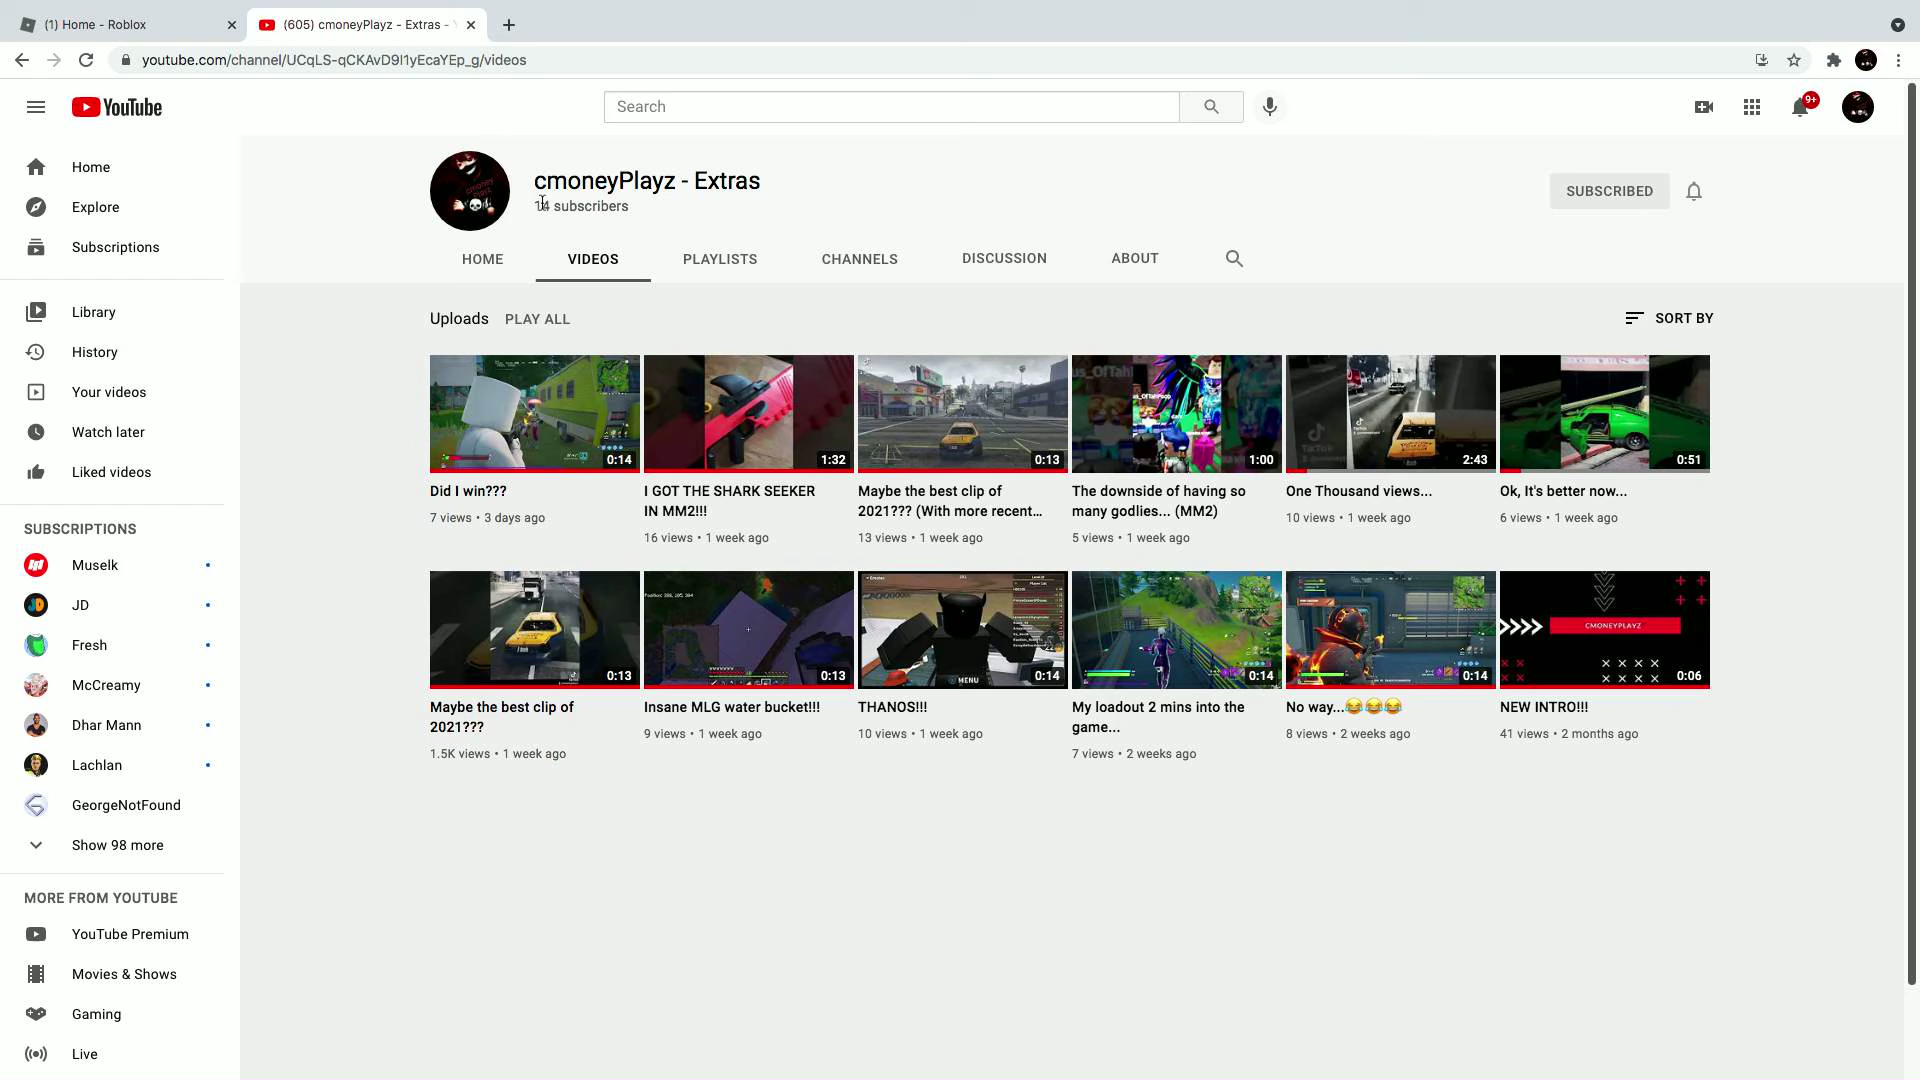 (1) Home - Roblox
(605) cmoneyPlayz - Extras -
youtube.com/channel/UCqLS-qCKAvD9I1yEcaYEp_g/videos
YouTube
Search
9+
Home
Explore
Subscriptions
Library
History
Your videos
Watch later
Liked videos
SUBSCRIPTIONS
Muselk
JD
Fresh
McCreamy
Dhar Mann
Lachlan
GeorgeNotFound
Show 98 more
MORE FROM YOUTUBE
YouTube Premium
Movies & Shows
Gaming
Live
cmoneyPlayz - Extras
14 subscribers
SUBSCRIBED
HOME VIDEOS PLAYLISTS CHANNELS DISCUSSION ABOUT
Uploads PLAY ALL
SORT BY
0:14
Did I win???
7 views • 3 days ago
1:32
I GOT THE SHARK SEEKER
IN MM2!!!
16 views • 1 week ago
0:13
Maybe the best clip of
2021??? (With more recent...
13 views • 1 week ago
1:00
The downside of having so
many godlies... (MM2)
5 views • 1 week ago
TikTok
2:43
One Thousand views...
10 views • 1 week ago
0:51
Ok, It's better now...
6 views • 1 week ago
0:13
Maybe the best clip of
2021???
1.5K views • 1 week ago
0:13
Insane MLG water bucket!!!
9 views • 1 week ago
MENU
0:14
THANOS!!!
10 views • 1 week ago
0:14
My loadout 2 mins into the
game...
7 views • 2 weeks ago
0:14
No way...😂😂😂
8 views • 2 weeks ago
CMONEYPLAYZ
0:06
NEW INTRO!!!
41 views • 2 months ago